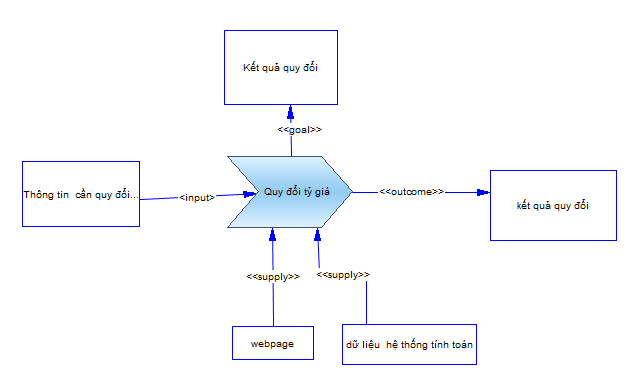 Kết quả quy đổi
<<goal>>
Thông tin cần quy đổi...
<input>
Quy đổi tỷ giá
<<outcome>>
kết quả quy đổi
<<supply>>
<<supply>>
webpage
dữ liệu hệ thống tính toán